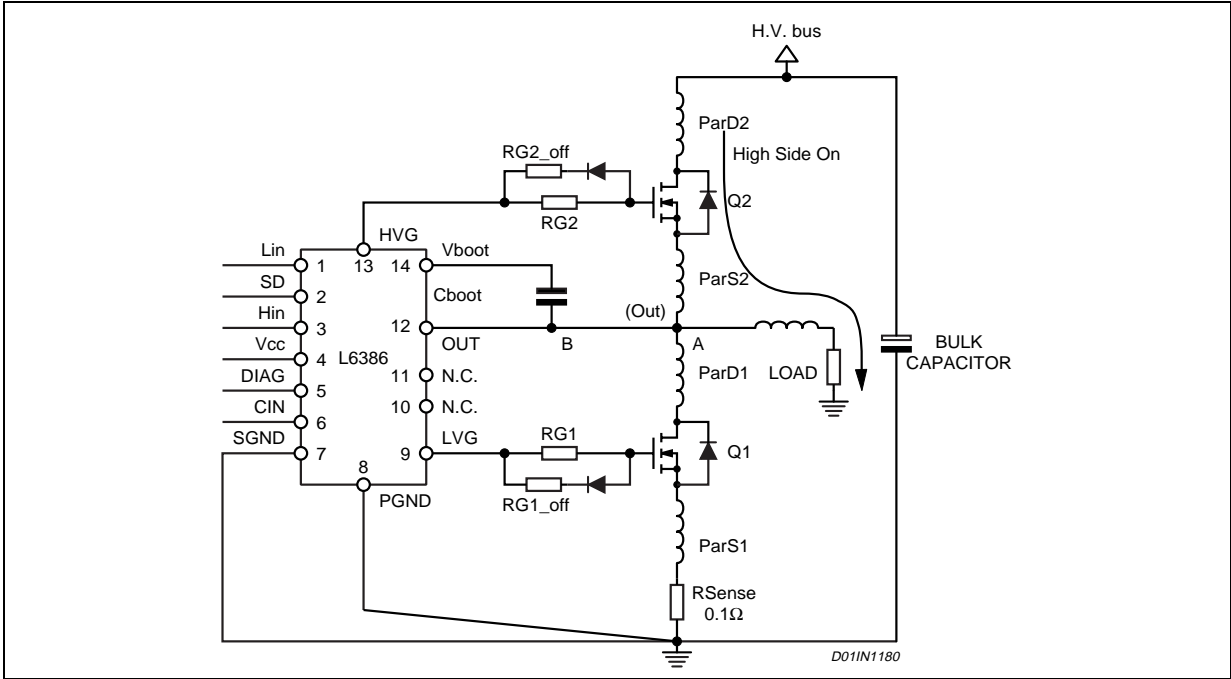 H.V. bus
ParD2
High Side On
RG2_off
Q2
RG2
HVG
Vboot
Lin
1
13
14
SD
2
Cboot
ParS2
(Out)
Hin
3
12
OUT
B
A
Vcc
4
L6386
11
N.C.
ParD1
LOAD
BULK
CAPACITOR
DIAG
5
10
N.C.
CIN
6
SGND
7
8
9
LVG
RG1
Q1
PGND
RG1_off
ParS1
RSense
0.1Ω
D01IN1180